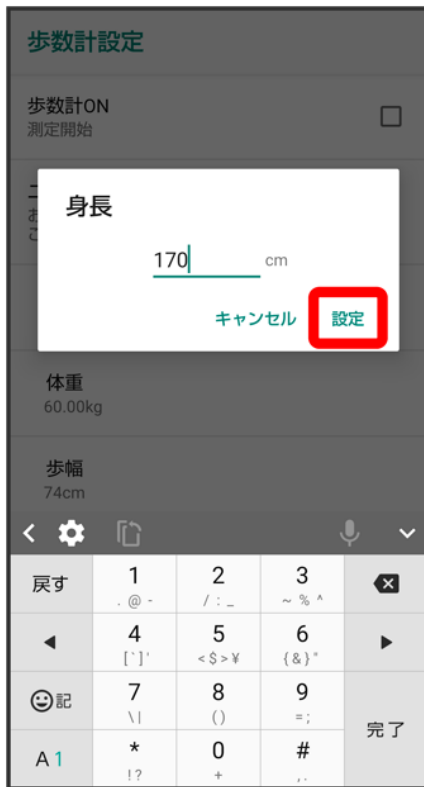 歩数計設定
歩数計ON
測定開始
身長
170 cm
キャンセル 設定
体重
60.00kg
歩幅
74cm
戻す 1 2 3
. @ - / : _ ~ % ^
4 5 6
[ ` ] ' < $ > ¥ { & } "
記 7 8 9
\ | ( ) = ;
完了
A1 * 0 #
! ? + , .